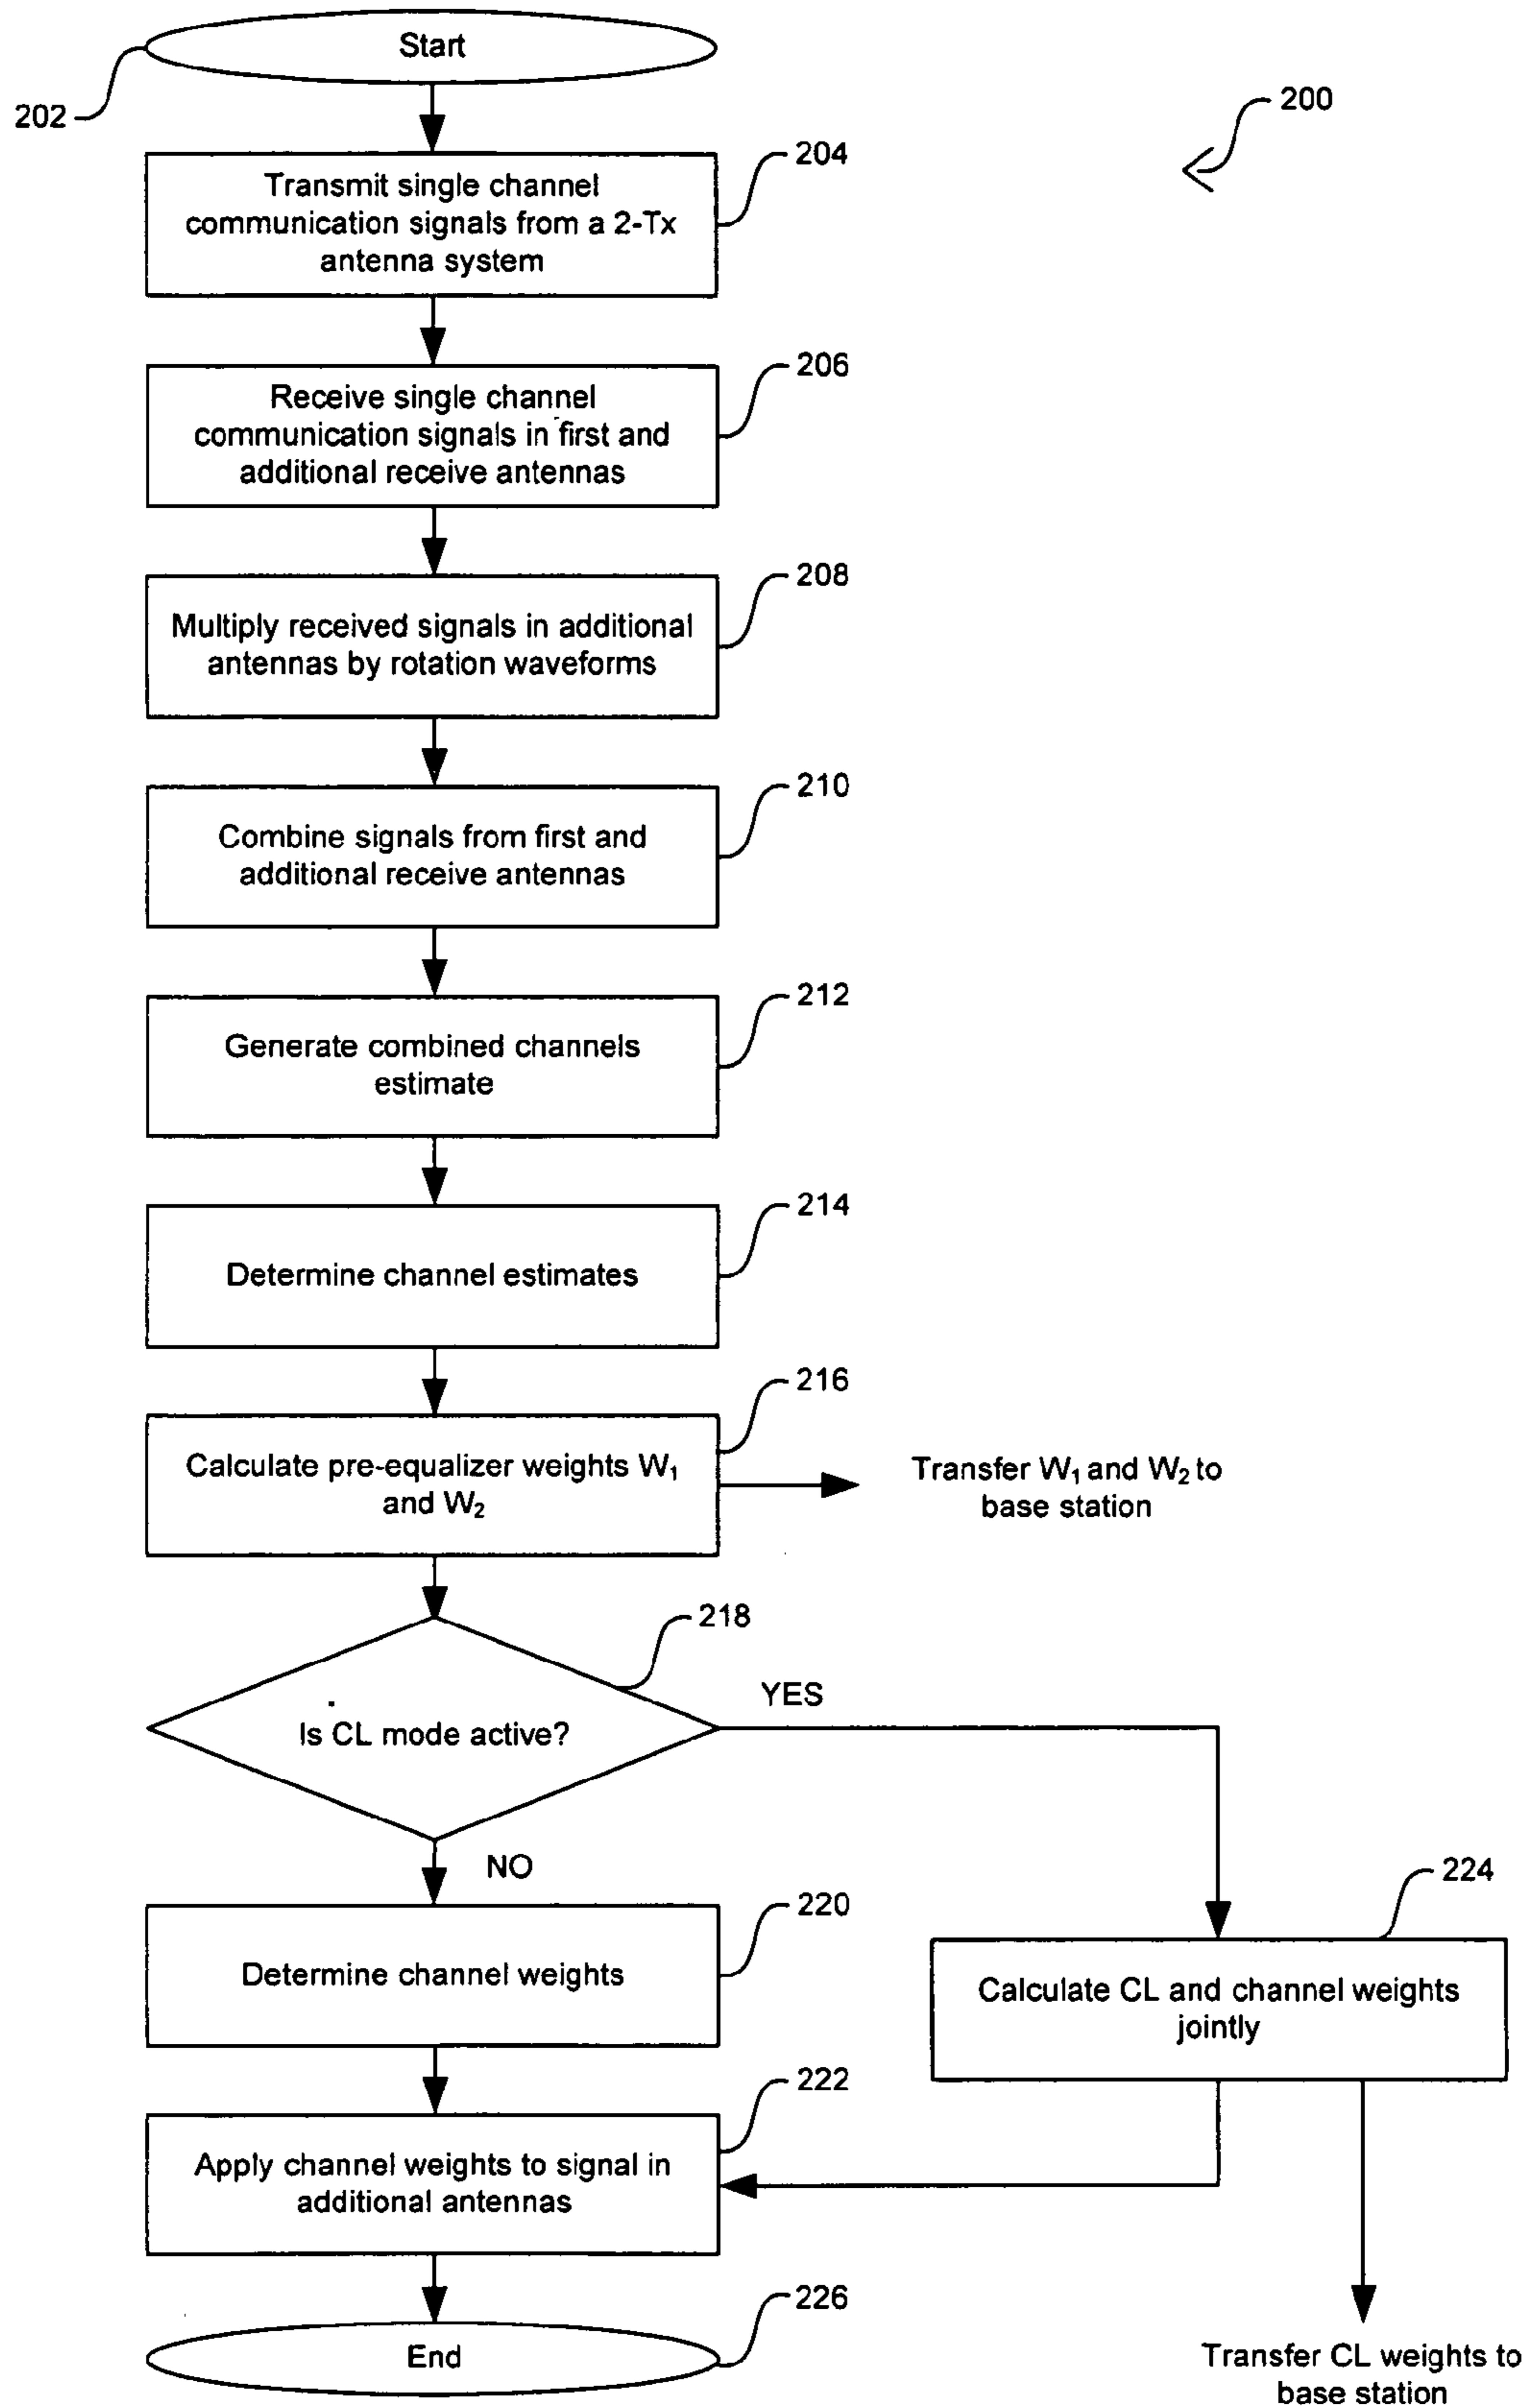 Start
202
200
204
Transmit single channel
communication signals from a 2-Tx
antenna system
206
Receive single channel
communication signals in first and
additional receive antennas
208
Multiply received signals in additional
antennas by rotation waveforms
210
Combine signals from first and
additional receive antennas
212
Generate combined channels
estimate
214
Determine channel estimates
216
Calculate pre-equalizer weights W₁
and W₂
Transfer W₁ and W₂ to
base station
218
YES
Is CL mode active?
NO
220
Determine channel weights
224
Calculate CL and channel weights
jointly
222
Apply channel weights to signal in
additional antennas
226
End
Transfer CL weights to
base station